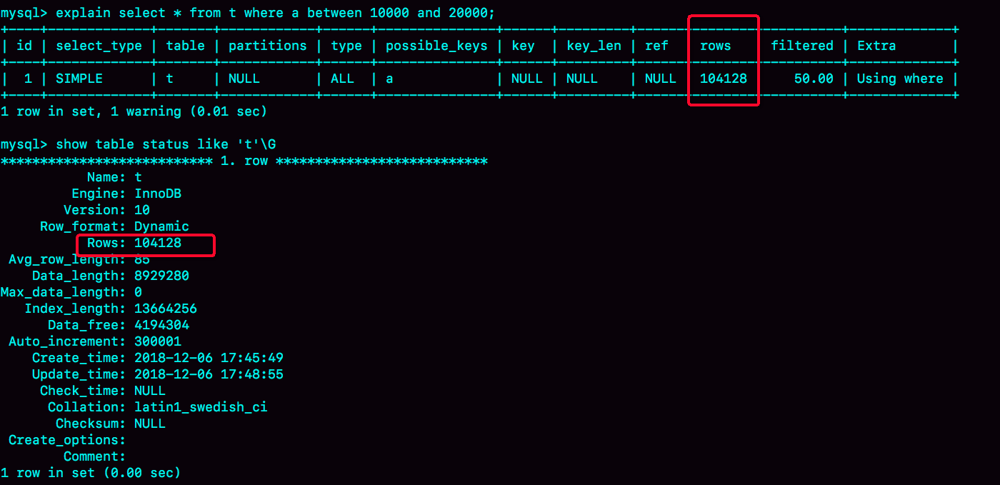 mysql> explain select * from t where a between 10000 and 20000;
+----+-------------+-------+------------+------+---------------+------+---------+------+--------+----------+-------------+
| id | select_type | table | partitions | type | possible_keys | key  | key_len | ref  | rows   | filtered | Extra       |
+----+-------------+-------+------------+------+---------------+------+---------+------+--------+----------+-------------+
|  1 | SIMPLE      | t     | NULL       | ALL  | a             | NULL | NULL    | NULL | 104128 |    50.00 | Using where |
+----+-------------+-------+------------+------+---------------+------+---------+------+--------+----------+-------------+
1 row in set, 1 warning (0.01 sec)

mysql> show table status like 't'\G
*************************** 1. row ***************************
           Name: t
         Engine: InnoDB
        Version: 10
     Row_format: Dynamic
           Rows: 104128
 Avg_row_length: 85
    Data_length: 8929280
Max_data_length: 0
   Index_length: 13664256
      Data_free: 4194304
 Auto_increment: 300001
    Create_time: 2018-12-06 17:45:49
    Update_time: 2018-12-06 17:48:55
     Check_time: NULL
      Collation: latin1_swedish_ci
       Checksum: NULL
 Create_options:
        Comment:
1 row in set (0.00 sec)